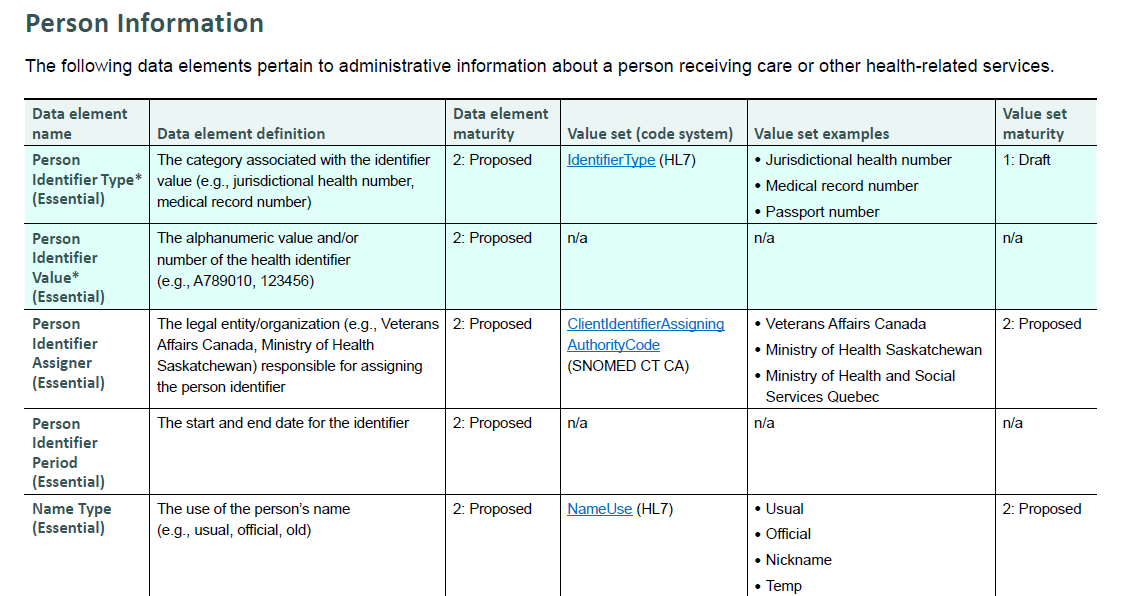 Person Information
The following data elements pertain to administrative information about a person receiving care or other health-related services.
Data element
name
Data element definition
Data element
maturity
Value set (code system)
Value set examples
Value set
maturity
Person
Identifier Type*
(Essential)
The category associated with the identifier
value (e.g., jurisdictional health number,
medical record number)
2: Proposed
IdentifierType (HL7)
• Jurisdictional health number
• Medical record number
• Passport number
1: Draft
Person
Identifier
Value*
(Essential)
The alphanumeric value and/or
number of the health identifier
(e.g., A789010, 123456)
2: Proposed
n/a
n/a
n/a
Person
Identifier
Assigner
(Essential)
The legal entity/organization (e.g., Veterans
Affairs Canada, Ministry of Health
Saskatchewan) responsible for assigning
the person identifier
2: Proposed
ClientIdentifierAssigning
AuthorityCode
(SNOMED CT CA)
• Veterans Affairs Canada
• Ministry of Health Saskatchewan
• Ministry of Health and Social
Services Quebec
2: Proposed
Person
Identifier
Period
(Essential)
The start and end date for the identifier
2: Proposed
n/a
n/a
n/a
Name Type
(Essential)
The use of the person’s name
(e.g., usual, official, old)
2: Proposed
NameUse (HL7)
• Usual
• Official
• Nickname
• Temp
2: Proposed